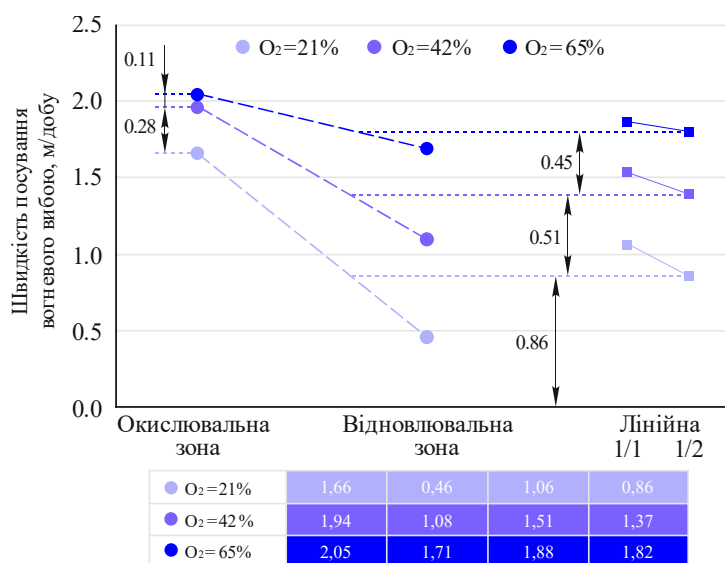 Швидкість посування
вогневого вибою, м/добу
2.5
2.0
1.5
1.0
0.5
0.0
O₂=21%
O₂=42%
O₂=65%
0.11
0.28
0.45
0.51
0.86
Окислювальна
зона
Відновлювальна
зона
Лінійна
1/1 1/2
O₂=21% 1,66 0,46 1,06 0,86
O₂=42% 1,94 1,08 1,51 1,37
O₂=65% 2,05 1,71 1,88 1,82